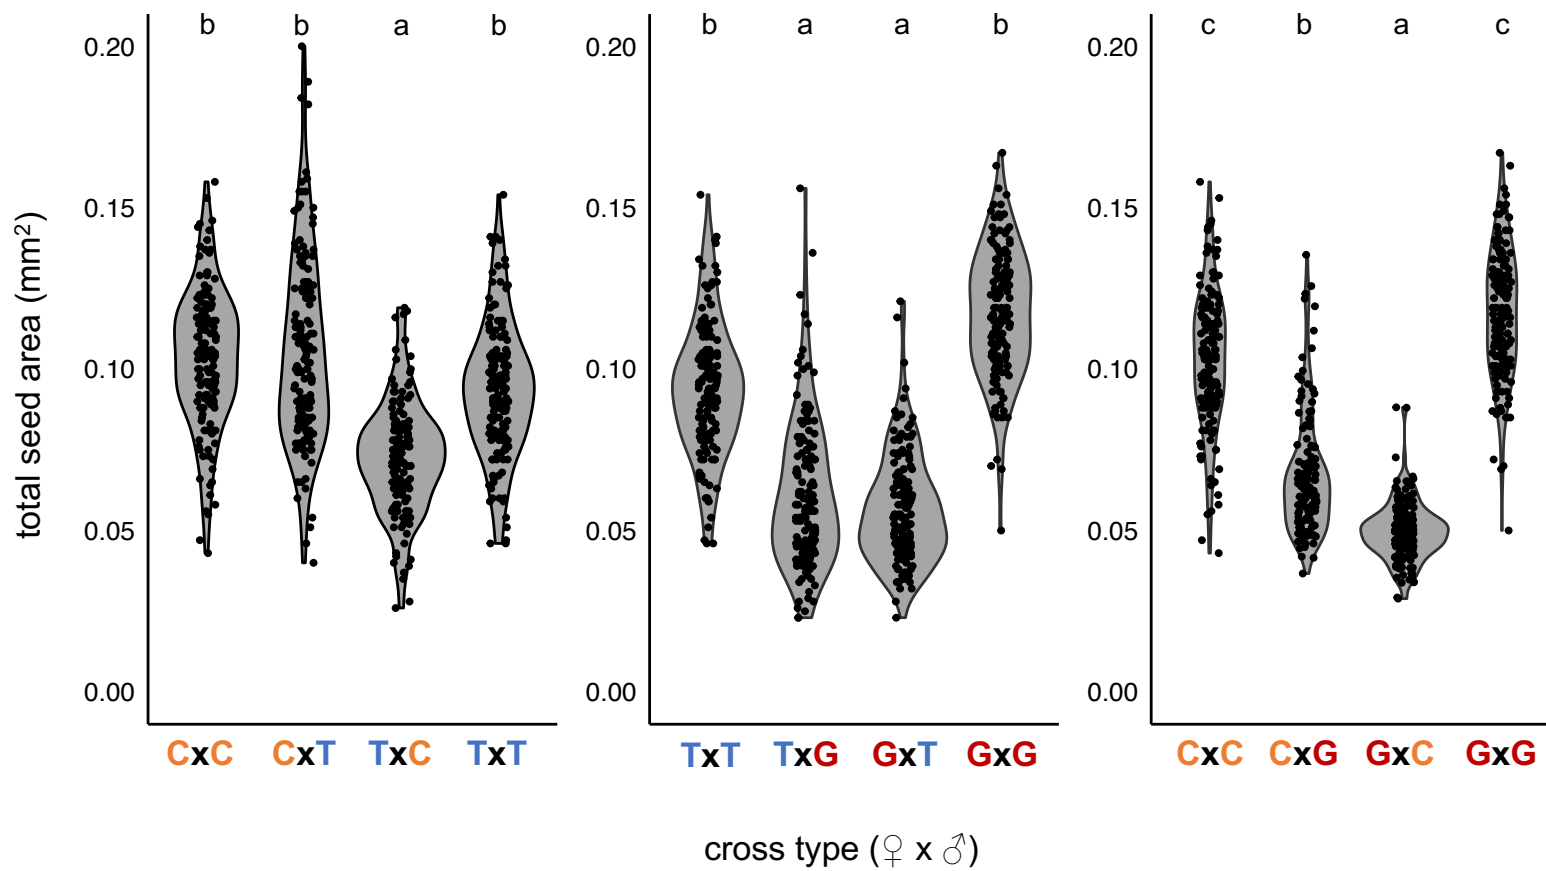 b b a b
b a a b
c b a c
total seed area (mm²)
0.20
0.15
0.10
0.05
0.00
0.20
0.15
0.10
0.05
0.00
0.20
0.15
0.10
0.05
0.00
CxC CxT TxC TxT
TxT TxG GxT GxG
CxC CxG GxC GxG
cross type (♀ x ♂)